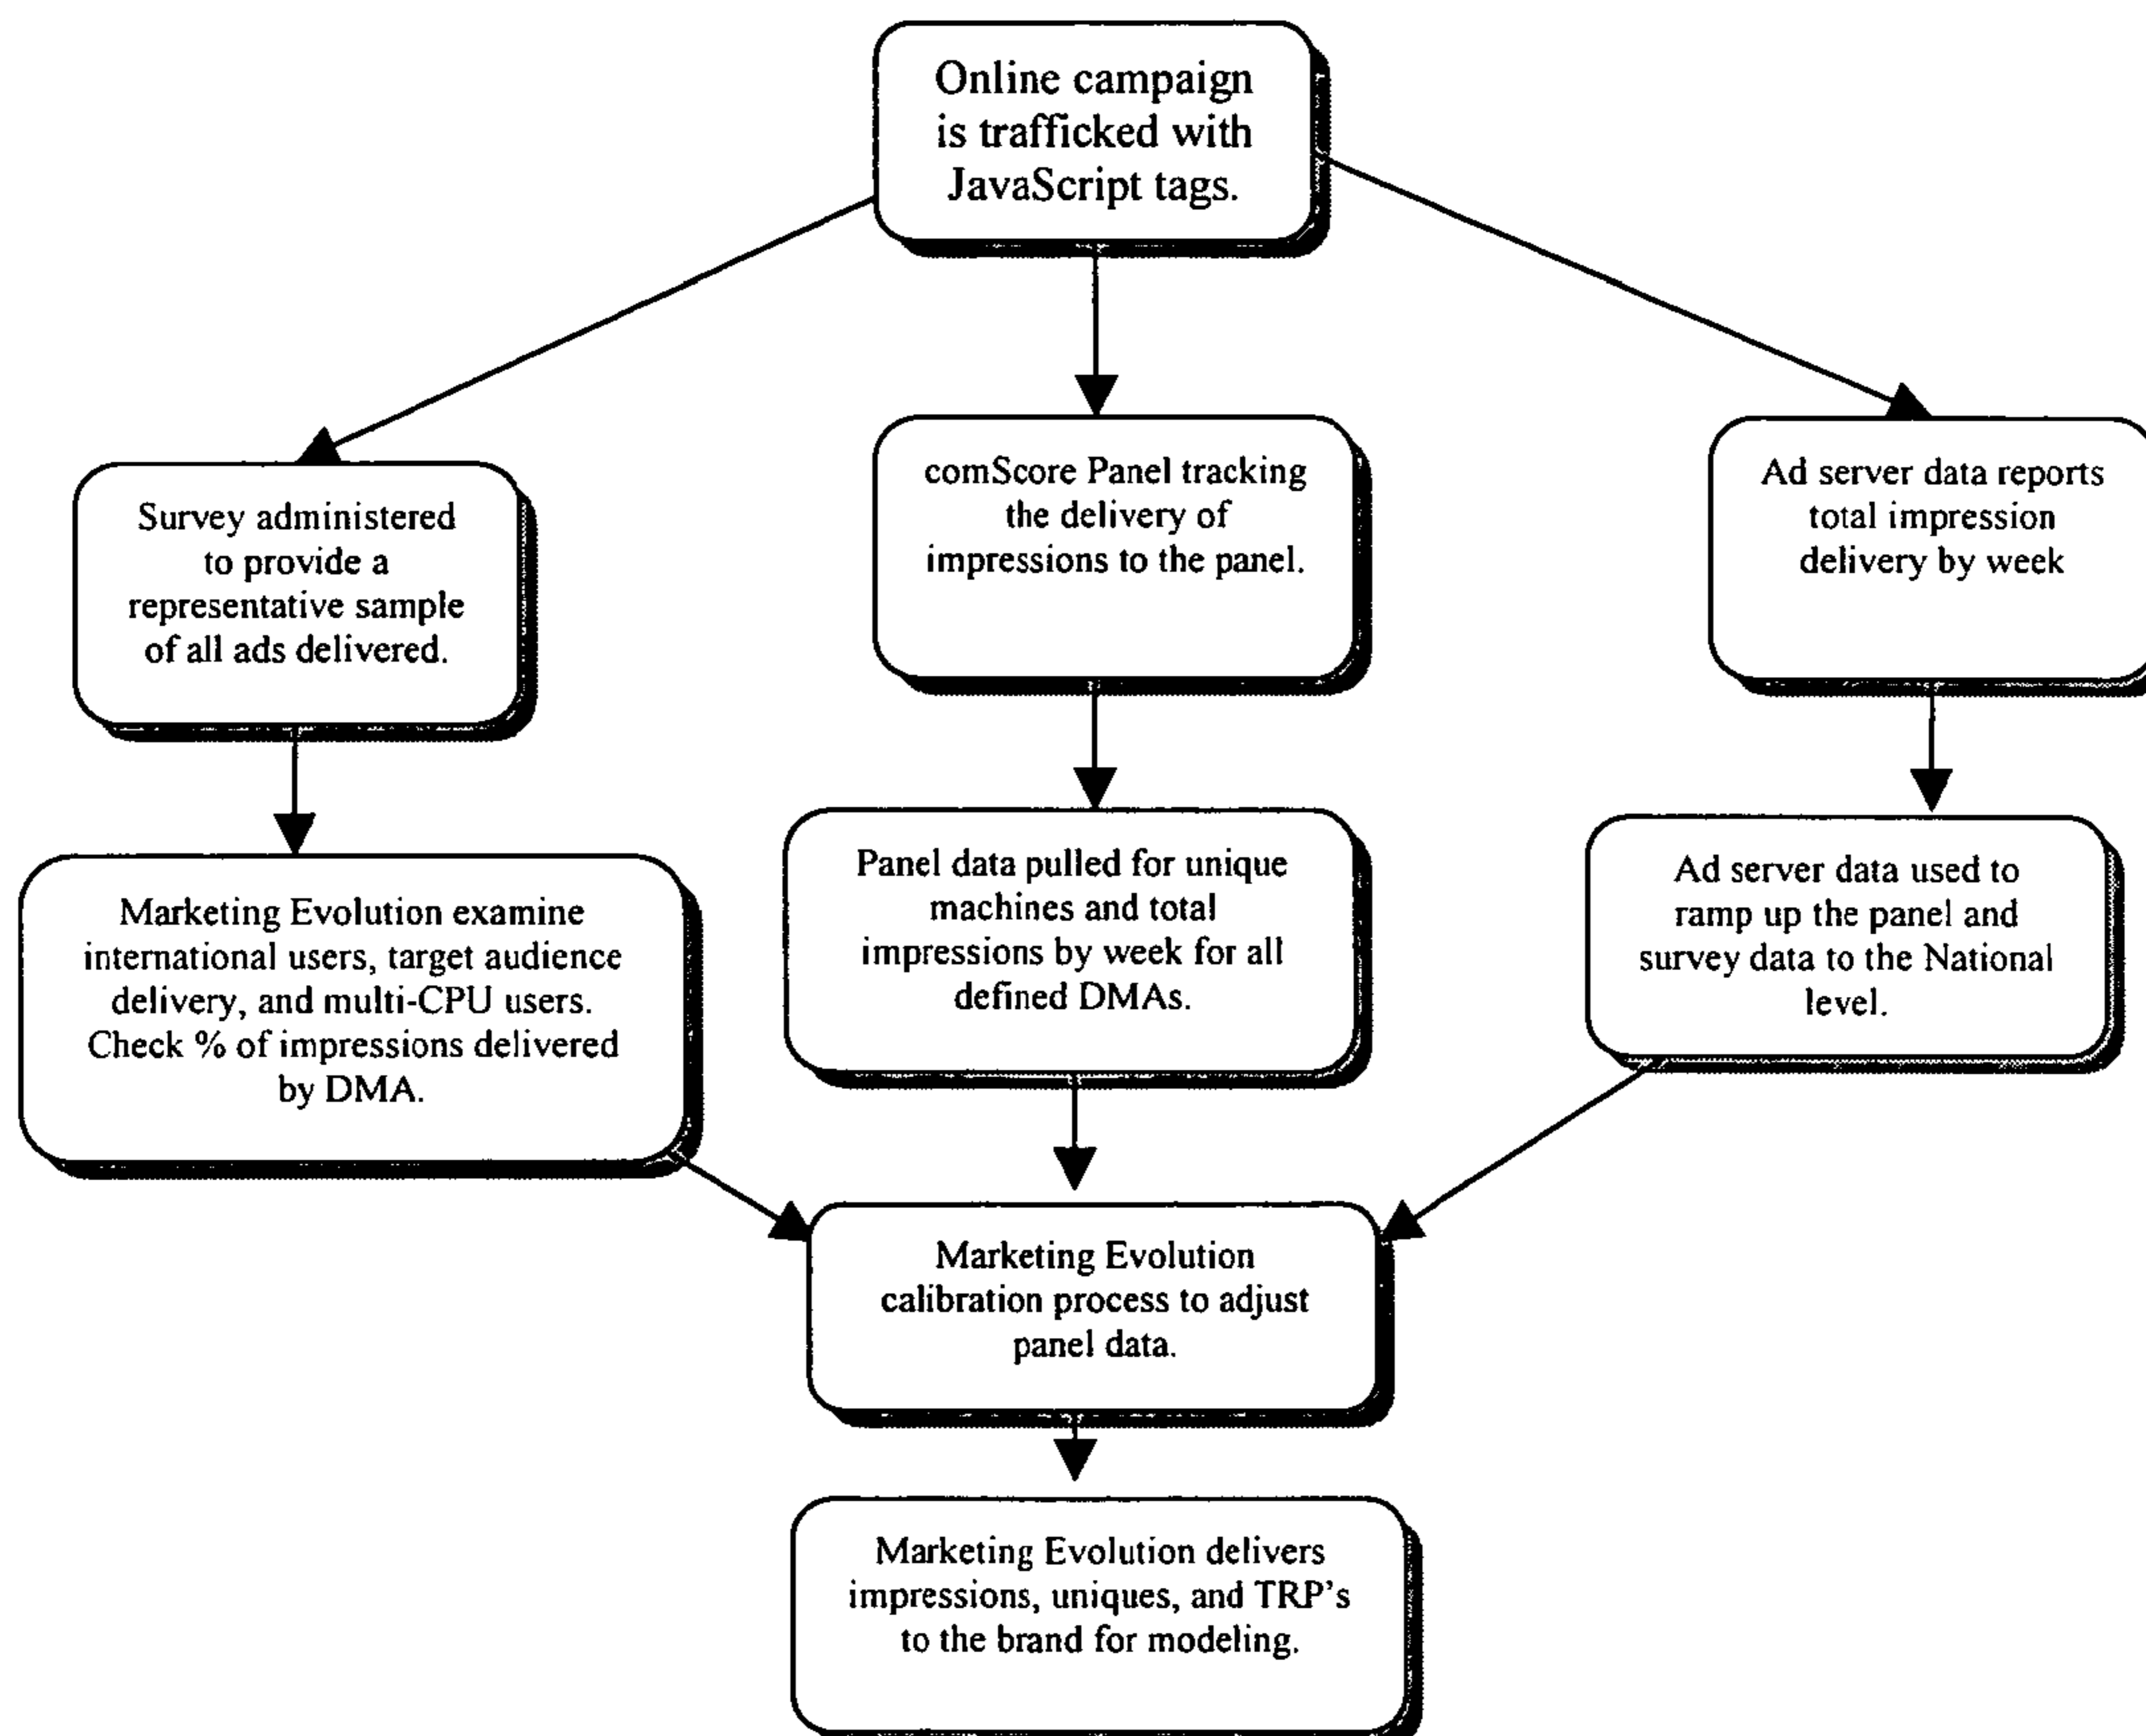 Online campaign
is trafficked with
JavaScript tags.
Survey administered
to provide a
representative sample
of all ads delivered.
comScore Panel tracking
the delivery of
impressions to the panel.
Ad server data reports
total impression
delivery by week
Marketing Evolution examine
international users, target audience
delivery, and multi-CPU users.
Check % of impressions delivered
by DMA.
Panel data pulled for unique
machines and total
impressions by week for all
defined DMAs.
Ad server data used to
ramp up the panel and
survey data to the National
level.
Marketing Evolution
calibration process to adjust
panel data.
Marketing Evolution delivers
impressions, uniques, and TRP's
to the brand for modeling.